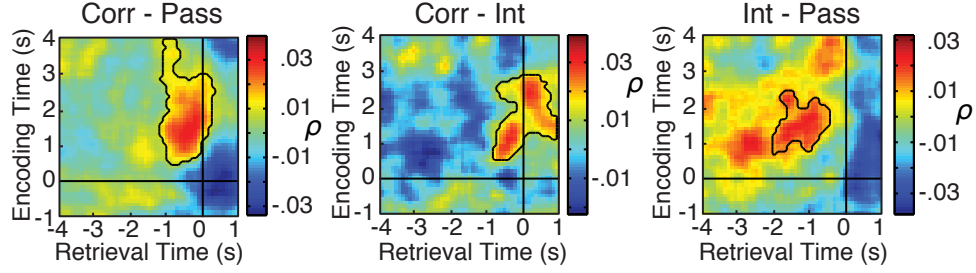 Corr - Pass
Encoding Time (s)
4
3
2
1
0
-1
-4 -3 -2 -1 0 1
Retrieval Time (s)
.03
.01
-.01
-.03
ρ
Corr - Int
Encoding Time (s)
4
3
2
1
0
-1
-4 -3 -2 -1 0 1
Retrieval Time (s)
.03
.01
-.01
ρ
Int - Pass
Encoding Time (s)
4
3
2
1
0
-1
-4 -3 -2 -1 0 1
Retrieval Time (s)
.03
.01
-.01
-.03
ρ